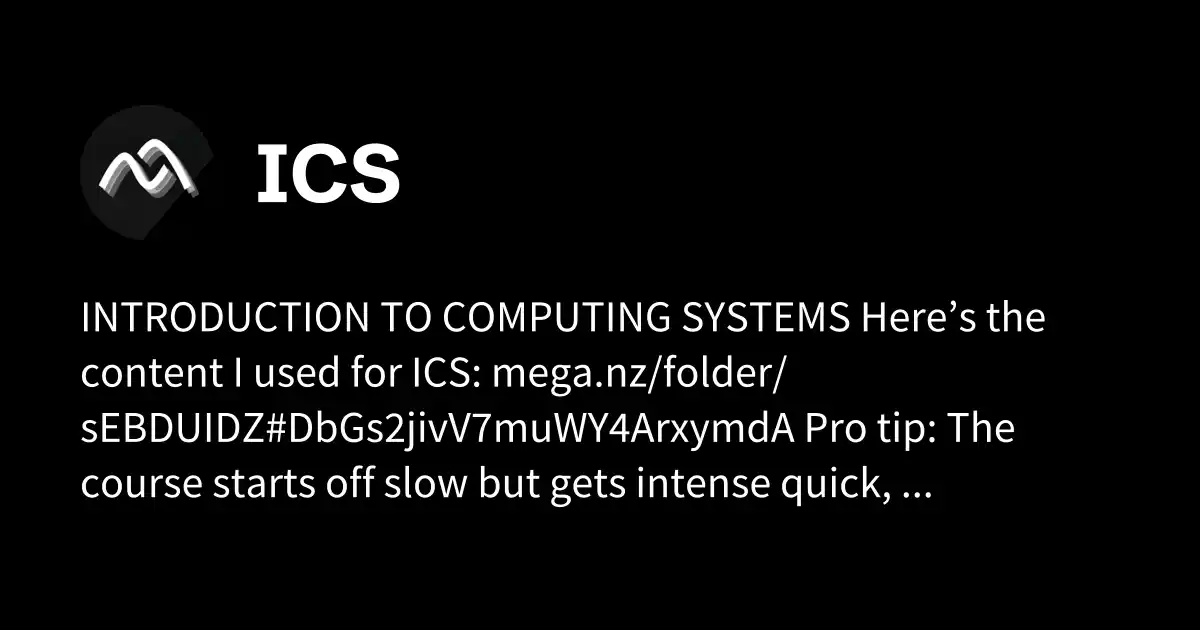 ICS
INTRODUCTION TO COMPUTING SYSTEMS Here’s the
content I used for ICS: mega.nz/folder/
sEBDUIDZ#DbGs2jivV7muWY4ArxymdA Pro tip: The
course starts off slow but gets intense quick, ...